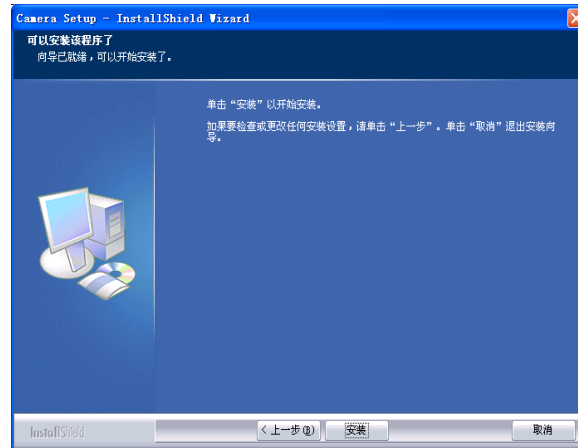 Camera Setup - InstallShield Wizard
可以安装该程序了
向导已就绪，可以开始安装了。
单击“安装”以开始安装。
如果要检查或更改任何安装设置，请单击“上一步”。单击“取消”退出安装向
导。
InstallShield
< 上一步(B)
安装
取消